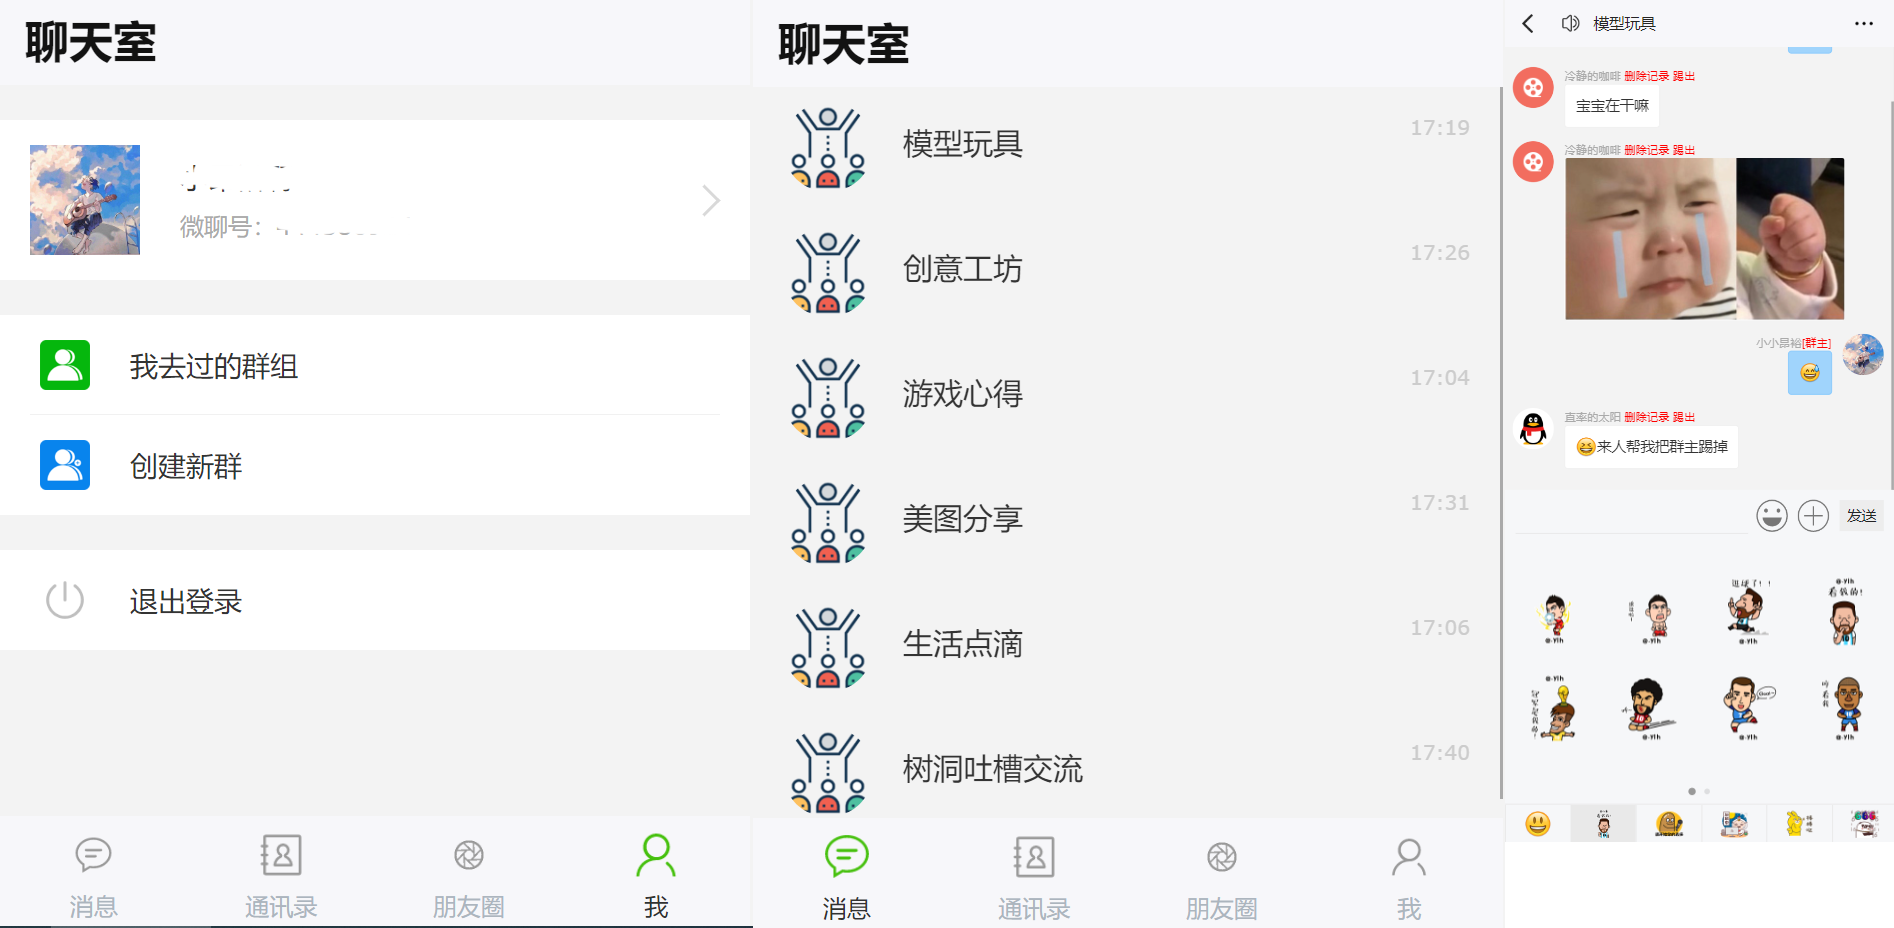 聊天室
微聊号:
我去过的群组
创建新群
退出登录
消息
通讯录
朋友圈
我
聊天室
模型玩具
17:19
创意工坊
17:26
游戏心得
17:04
美图分享
17:31
生活点滴
17:06
树洞吐槽交流
17:40
消息
通讯录
朋友圈
我
模型玩具
冷静的咖啡 删除记录 踢出
宝宝在干嘛
冷静的咖啡 删除记录 踢出
小小昆裕[群主]
直率的太阳 删除记录 踢出
😆来人帮我把群主踢掉
发送
看我的!